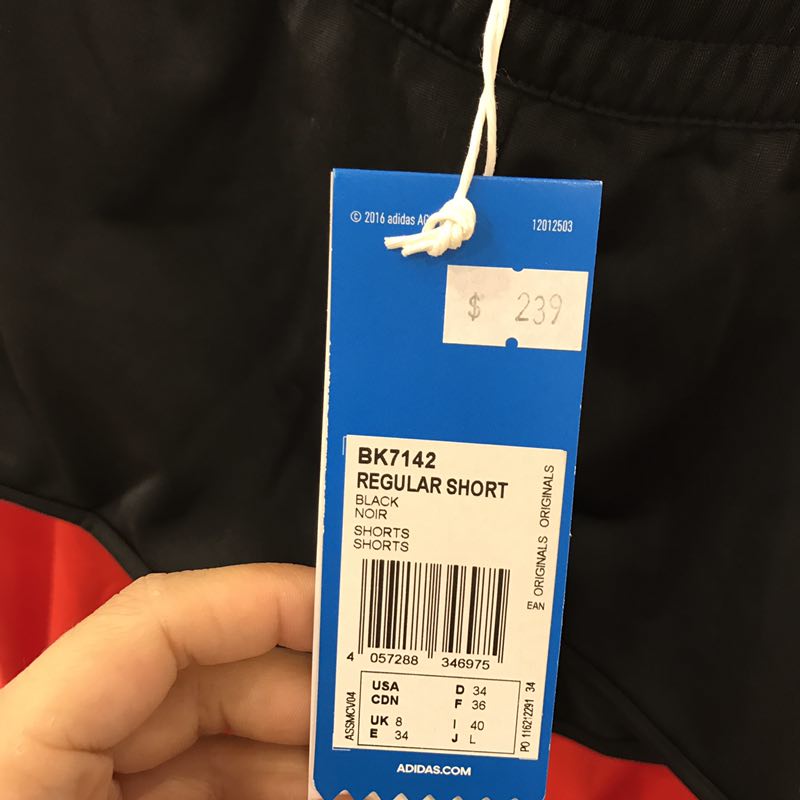 © 2016 adidas AG
12012503
$ 239
BK7142
REGULAR SHORT
BLACK
NOIR
SHORTS
SHORTS
ORIGINALS ORIGINALS
EAN
4 057288 346975
ASSMCV04
USA
CDN
UK 8
E 34
D 34
F 36
I 40
J L
PO 116212291 34
ADIDAS.COM